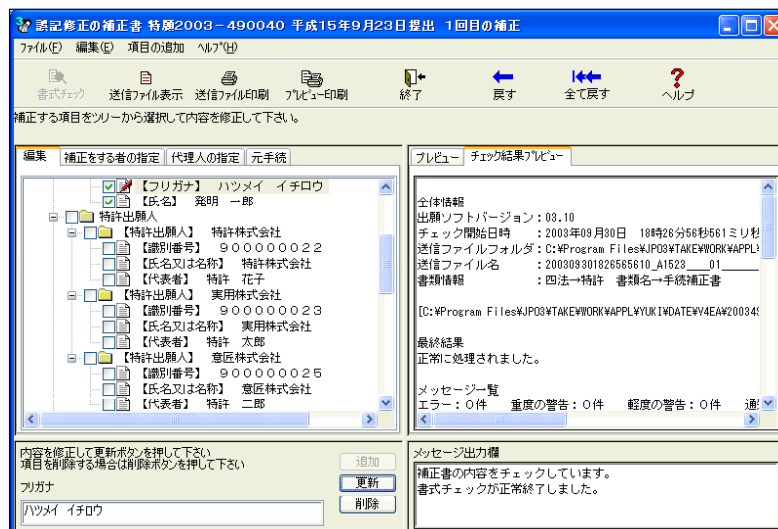 誤記修正の補正書 特願2003－490040 平成15年9月23日提出 1回目の補正
ファイル(F) 編集(E) 項目の追加 ヘルプ(H)
書式チェック 送信ファイル表示 送信ファイル印刷 プレビュー印刷 終了 戻す 全て戻す ヘルプ
補正する項目をツリーから選択して内容を修正して下さい。
編集 補正をする者の指定 代理人の指定 元手続
【フリガナ】 ハツメイ イチロウ
【氏名】 発明 一郎
特許出願人
【特許出願人】 特許株式会社
【識別番号】 900000022
【氏名又は名称】 特許株式会社
【代表者】 特許 花子
【特許出願人】 実用株式会社
【識別番号】 900000023
【氏名又は名称】 実用株式会社
【代表者】 特許 太郎
【特許出願人】 意匠株式会社
【識別番号】 900000025
【氏名又は名称】 意匠株式会社
【代表者】 特許 二郎
プレビュー チェック結果プレビュー
全体情報
出願ソフトバージョン：03.10
チェック開始日時 ：2003年09月30日 18時26分56秒561ミリ秒
送信ファイルフォルダ：C:¥Program Files¥JPO3¥TAKE¥WORK¥APPL¥
送信ファイル名 ：200309301826565610_A1523____01_____
書類情報 ：四法→特許 書類名→手続補正書
[C:¥Program Files¥JPO3¥TAKE¥WORK¥APPL¥YUKI¥DATE¥V4EA¥200349
最終結果
正常に処理されました。
メッセージ一覧
エラー：０件 重度の警告：０件 軽度の警告：０件
内容を修正して更新ボタンを押して下さい
項目を削除する場合は削除ボタンを押して下さい
フリガナ
ハツメイ イチロウ
追加
更新
削除
メッセージ出力欄
補正書の内容をチェックしています。
書式チェックが正常終了しました。